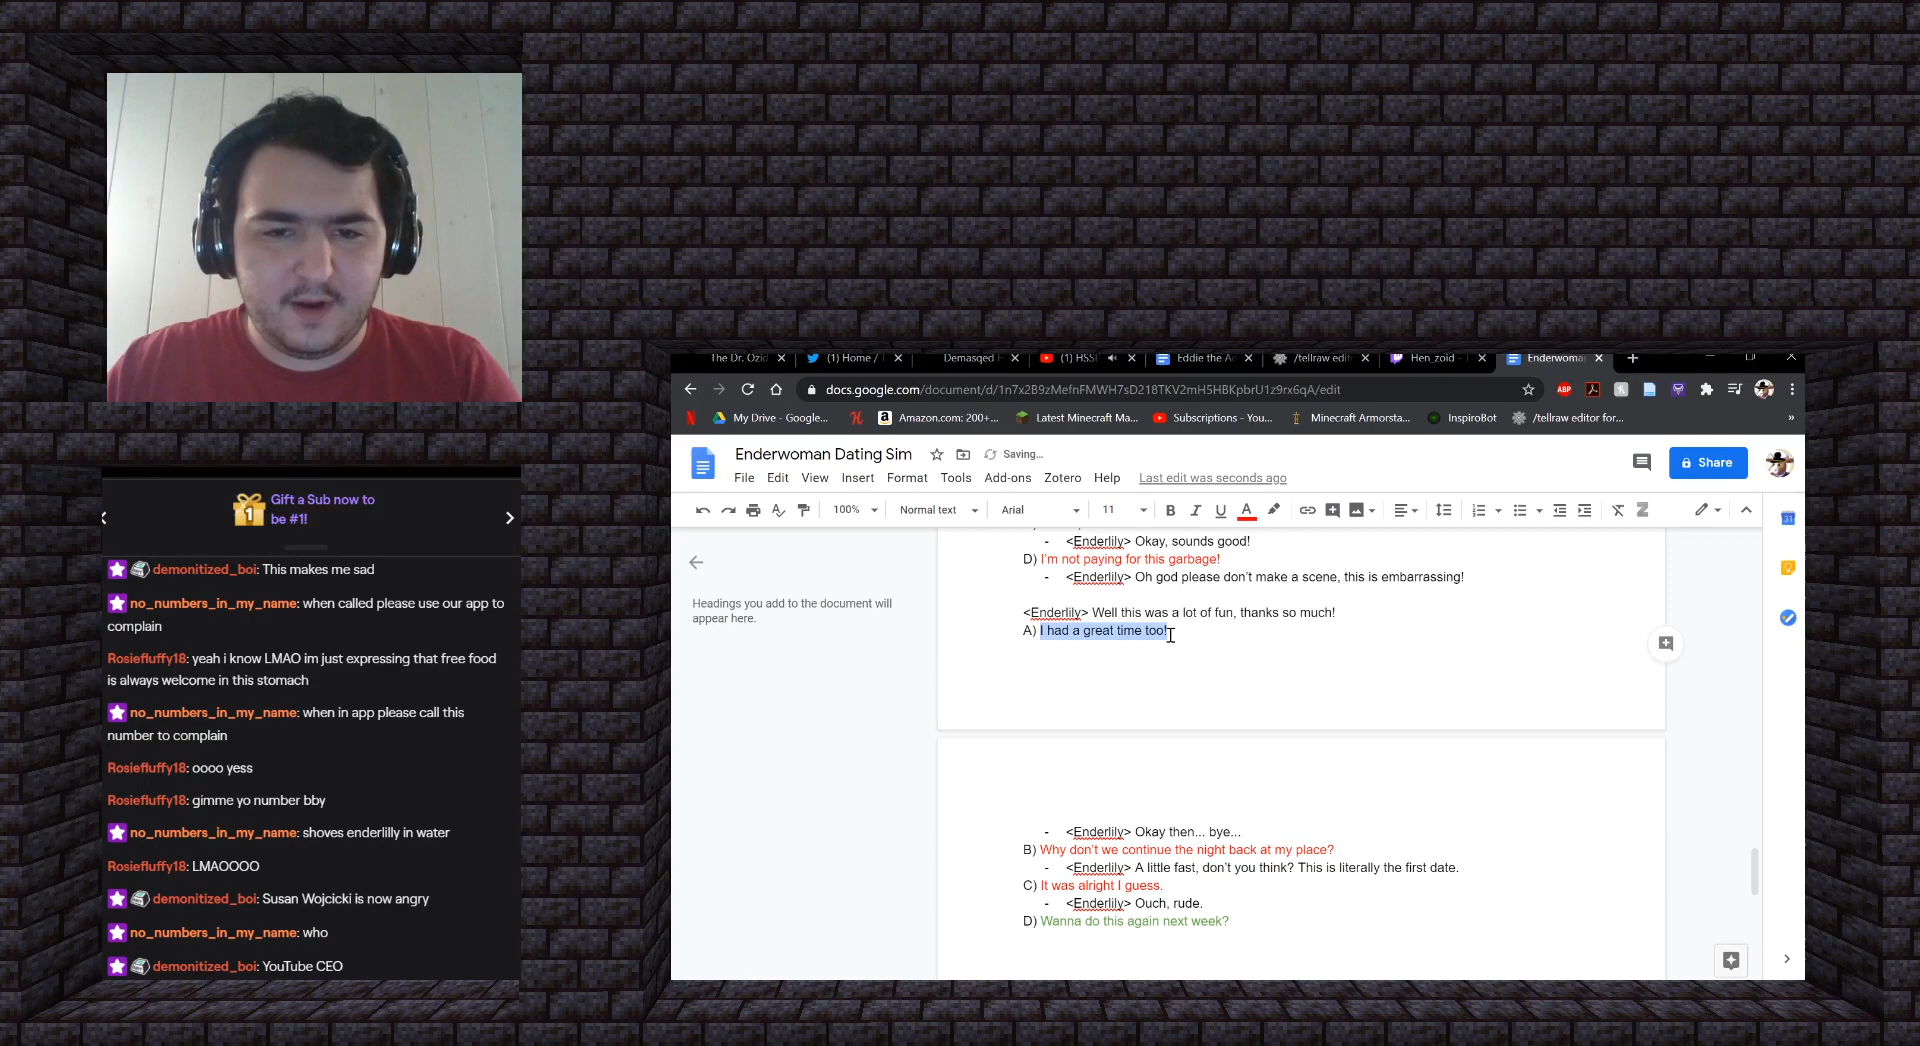 Gift a Sub now to
be #1!
1
demonitized_boi: This makes me sad
no_numbers_in_my_name: when called please use our app to
complain
Rosiefluffy18: yeah i know LMAO im just expressing that free food
is always welcome in this stomach
no_numbers_in_my_name: when in app please call this
number to complain
Rosiefluffy18: oooo yess
Rosiefluffy18: gimme yo number bby
no_numbers_in_my_name: shoves enderlilly in water
Rosiefluffy18: LMAOOOO
demonitized_boi: Susan Wojcicki is now angry
no_numbers_in_my_name: who
demonitized_boi: YouTube CEO
The Dr. Ozid
(1) Home /
Demasqed
(1) HSS
Eddie the Ac
/tellraw edit
Hen_zoid -
Enderwoma
docs.google.com/document/d/1n7x2B9zMefnFMWH7sD218TKV2mH5HBKpbrU1z9rx6qA/edit
ABP
My Drive - Google...
Amazon.com: 200+...
Latest Minecraft Ma...
Subscriptions - You...
Minecraft Armorsta...
InspiroBot
/tellraw editor for...
»
Enderwoman Dating Sim
Saving...
Share
File Edit View Insert Format Tools Add-ons Zotero Help Last edit was seconds ago
100% Normal text Arial 11 B I U A
31
Headings you add to the document will
appear here.
- <Enderlily> Okay, sounds good!
D) I'm not paying for this garbage!
- <Enderlily> Oh god please don't make a scene, this is embarrassing!
<Enderlily> Well this was a lot of fun, thanks so much!
A) I had a great time too!
- <Enderlily> Okay then... bye...
B) Why don't we continue the night back at my place?
- <Enderlily> A little fast, don't you think? This is literally the first date.
C) It was alright I guess.
- <Enderlily> Ouch, rude.
D) Wanna do this again next week?